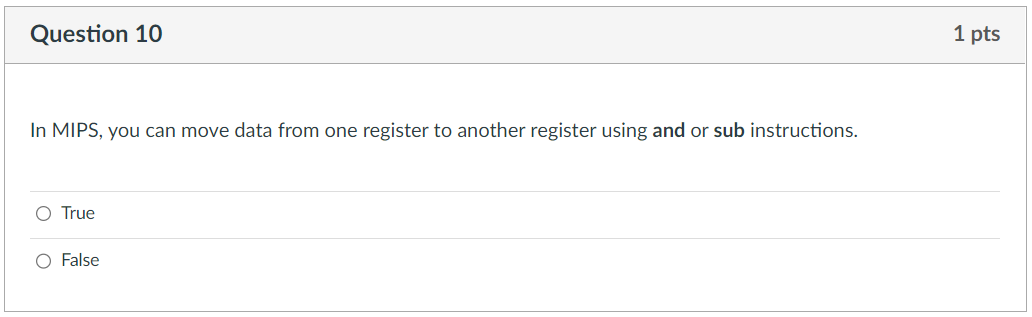 Question 10
1 pts
In MIPS, you can move data from one register to another register using and or sub instructions.
True
False